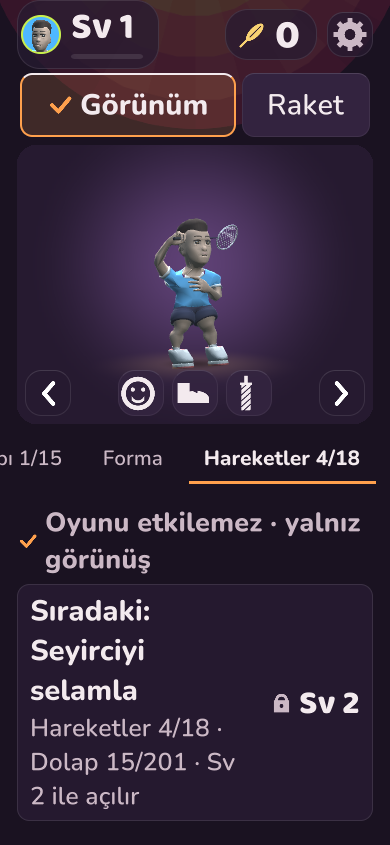 Sv 1
0
Görünüm
Raket
bı 1/15
Forma
Hareketler 4/18
Oyunu etkilemez · yalnız
görünüş
Sıradaki:
Seyirciyi
selamla
Sv 2
Hareketler 4/18 ·
Dolap 15/201 · Sv
2 ile açılır